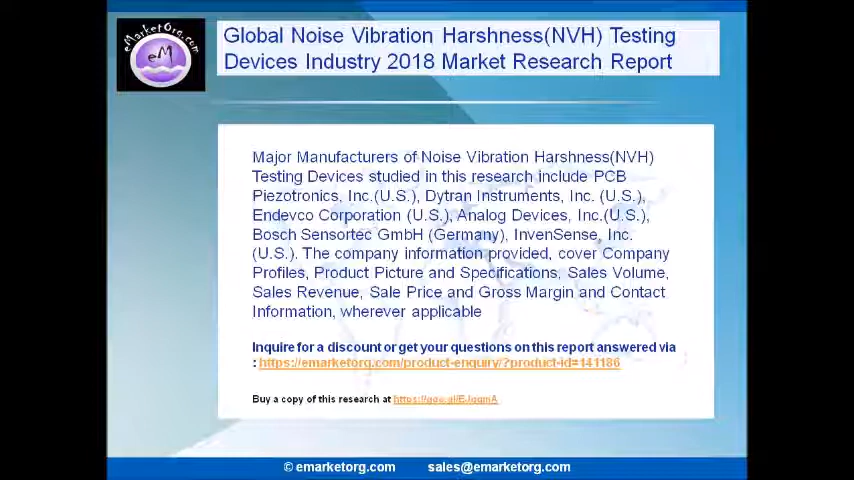 eMarketOrg.com
eM
Global Noise Vibration Harshness(NVH) Testing
Devices Industry 2018 Market Research Report
Major Manufacturers of Noise Vibration Harshness(NVH)
Testing Devices studied in this research include PCB
Piezotronics, Inc.(U.S.), Dytran Instruments, Inc. (U.S.),
Endevco Corporation (U.S.), Analog Devices, Inc.(U.S.),
Bosch Sensortec GmbH (Germany), InvenSense, Inc.
(U.S.). The company information provided, cover Company
Profiles, Product Picture and Specifications, Sales Volume,
Sales Revenue, Sale Price and Gross Margin and Contact
Information, wherever applicable
Inquire for a discount or get your questions on this report answered via
: https://emarketorg.com/product-enquiry/?product-id=141186
Buy a copy of this research at
© emarketorg.com sales@emarketorg.com